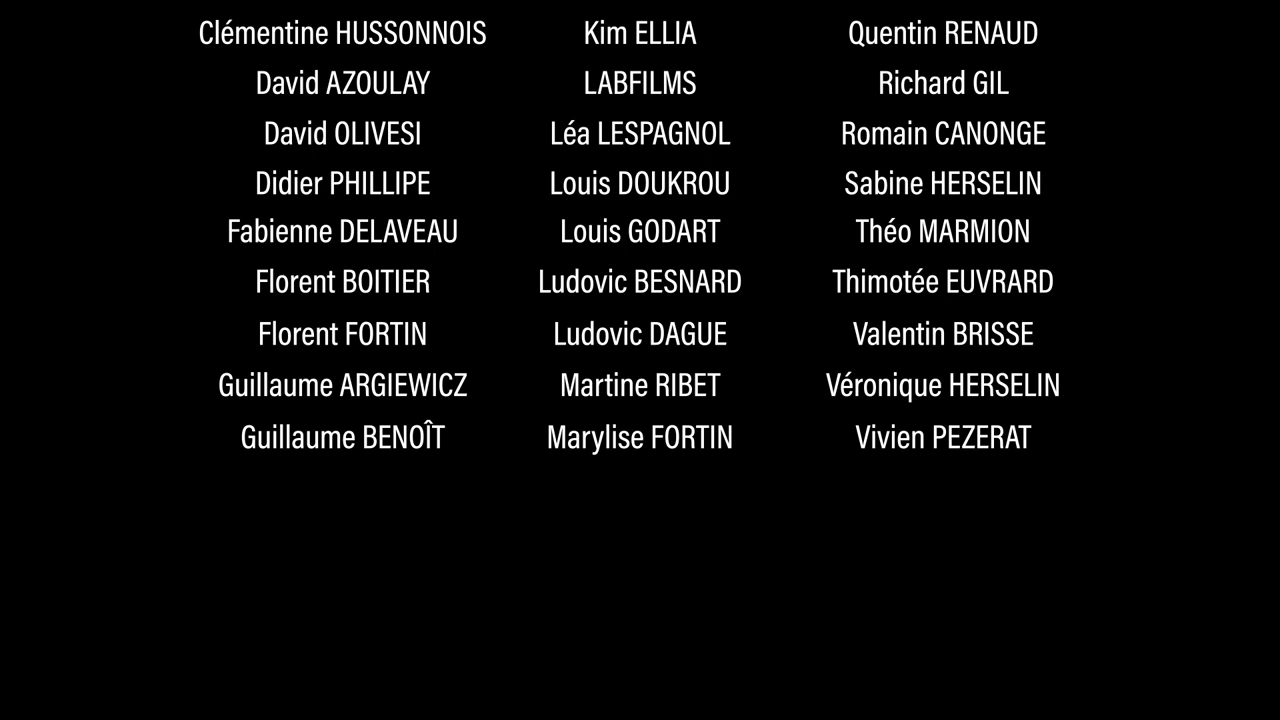 Clémentine HUSSONNOIS
David AZOULAY
David OLIVESI
Didier PHILLIPE
Fabienne DELAVEAU
Florent BOITIER
Florent FORTIN
Guillaume ARGIEWICZ
Guillaume BENOÎT
Kim ELLIA
LABFILMS
Léa LESPAGNOL
Louis DOUKROU
Louis GODART
Ludovic BESNARD
Ludovic DAGUE
Martine RIBET
Marylise FORTIN
Quentin RENAUD
Richard GIL
Romain CANONGE
Sabine HERSELIN
Théo MARMION
Thimotée EUVRARD
Valentin BRISSE
Véronique HERSELIN
Vivien PEZERAT